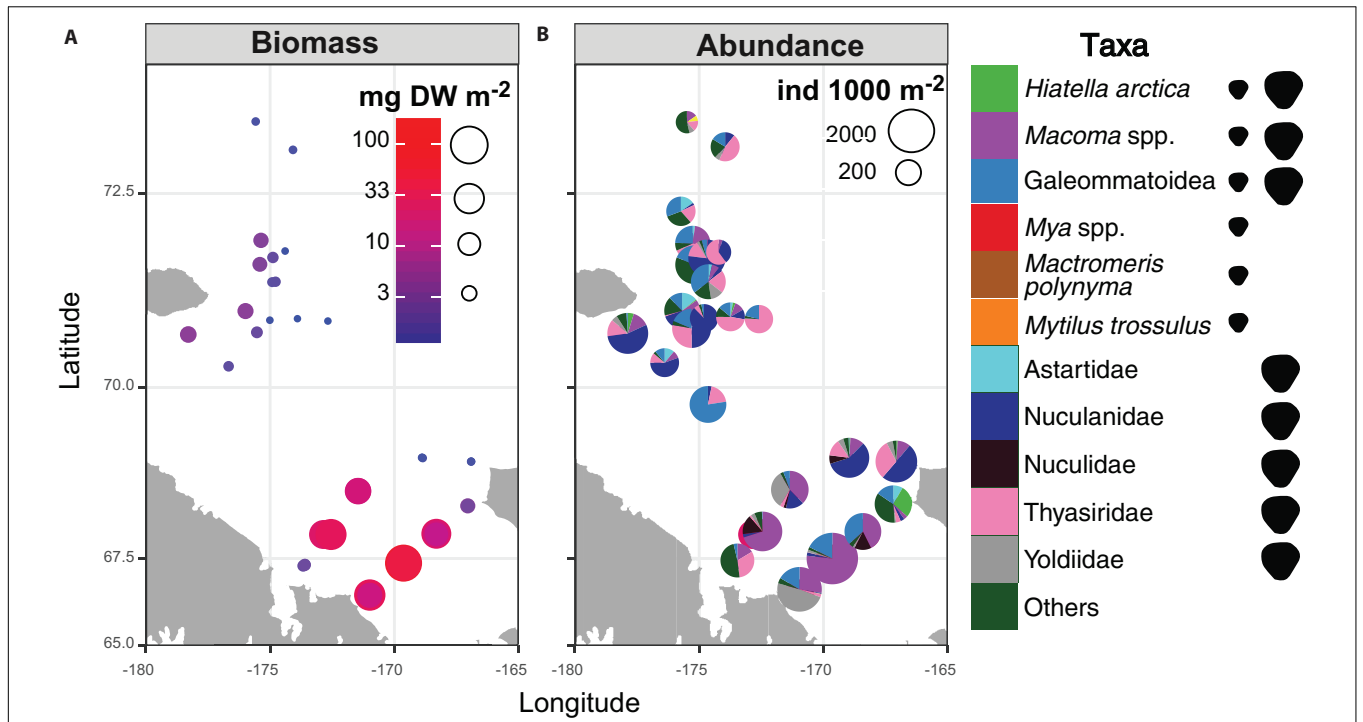 A
Biomass
mg DW m-2
100
33
10
3
72.5
70.0
67.5
65.0
-180
-175
-170
-165
Latitude
B
Abundance
ind 1000 m-2
2000
200
-180
-175
-170
-165
Longitude
Taxa
Hiatella arctica
Macoma spp.
Galeommatoidea
Mya spp.
Mactromeris
polynyma
Mytilus trossulus
Astartidae
Nuculanidae
Nuculidae
Thyasiridae
Yoldiidae
Others